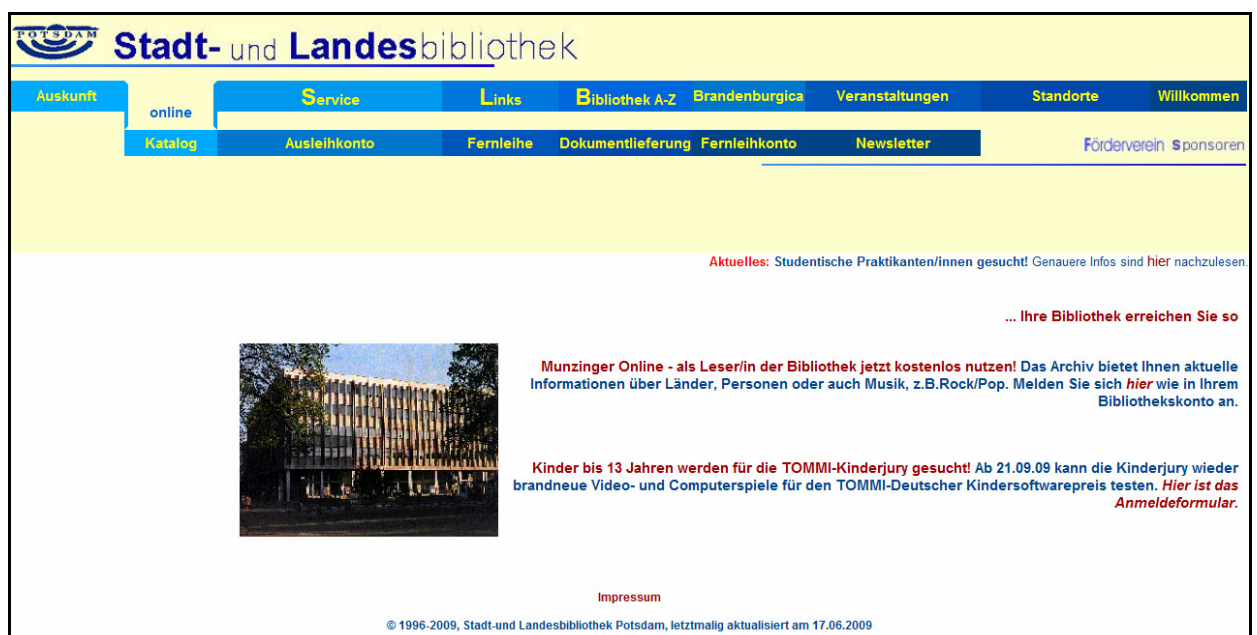 POTSDAM
Stadt- und Landesbibliothek
Auskunft online Service Links Bibliothek A-Z Brandenburgica Veranstaltungen Standorte Willkommen
Katalog Ausleihkonto Fernleihe Dokumentlieferung Fernleihkonto Newsletter Förderverein Sponsoren
Aktuelles: Studentische Praktikanten/innen gesucht! Genauere Infos sind hier nachzulesen.
... Ihre Bibliothek erreichen Sie so
Munzinger Online - als Leser/in der Bibliothek jetzt kostenlos nutzen! Das Archiv bietet Ihnen aktuelle
Informationen über Länder, Personen oder auch Musik, z.B.Rock/Pop. Melden Sie sich hier wie in Ihrem
Bibliothekskonto an.
Kinder bis 13 Jahren werden für die TOMMI-Kinderjury gesucht! Ab 21.09.09 kann die Kinderjury wieder
brandneue Video- und Computerspiele für den TOMMI-Deutscher Kindersoftwarepreis testen. Hier ist das
Anmeldeformular.
Impressum
© 1996-2009, Stadt-und Landesbibliothek Potsdam, letztmalig aktualisiert am 17.06.2009